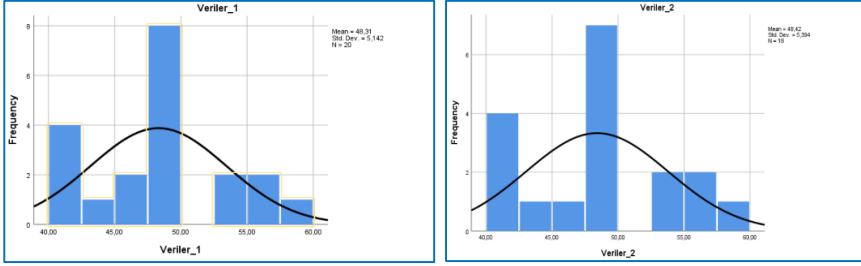 Veriler_1
Mean = 48,31
Std. Dev. = 5,142
N = 20
Frequency
8
6
4
2
0
40,00 45,00 50,00 55,00 60,00
Veriler_1
Veriler_2
Mean = 48,42
Std. Dev. = 5,394
N = 18
Frequency
6
4
2
0
40,00 45,00 50,00 55,00 60,00
Veriler_2